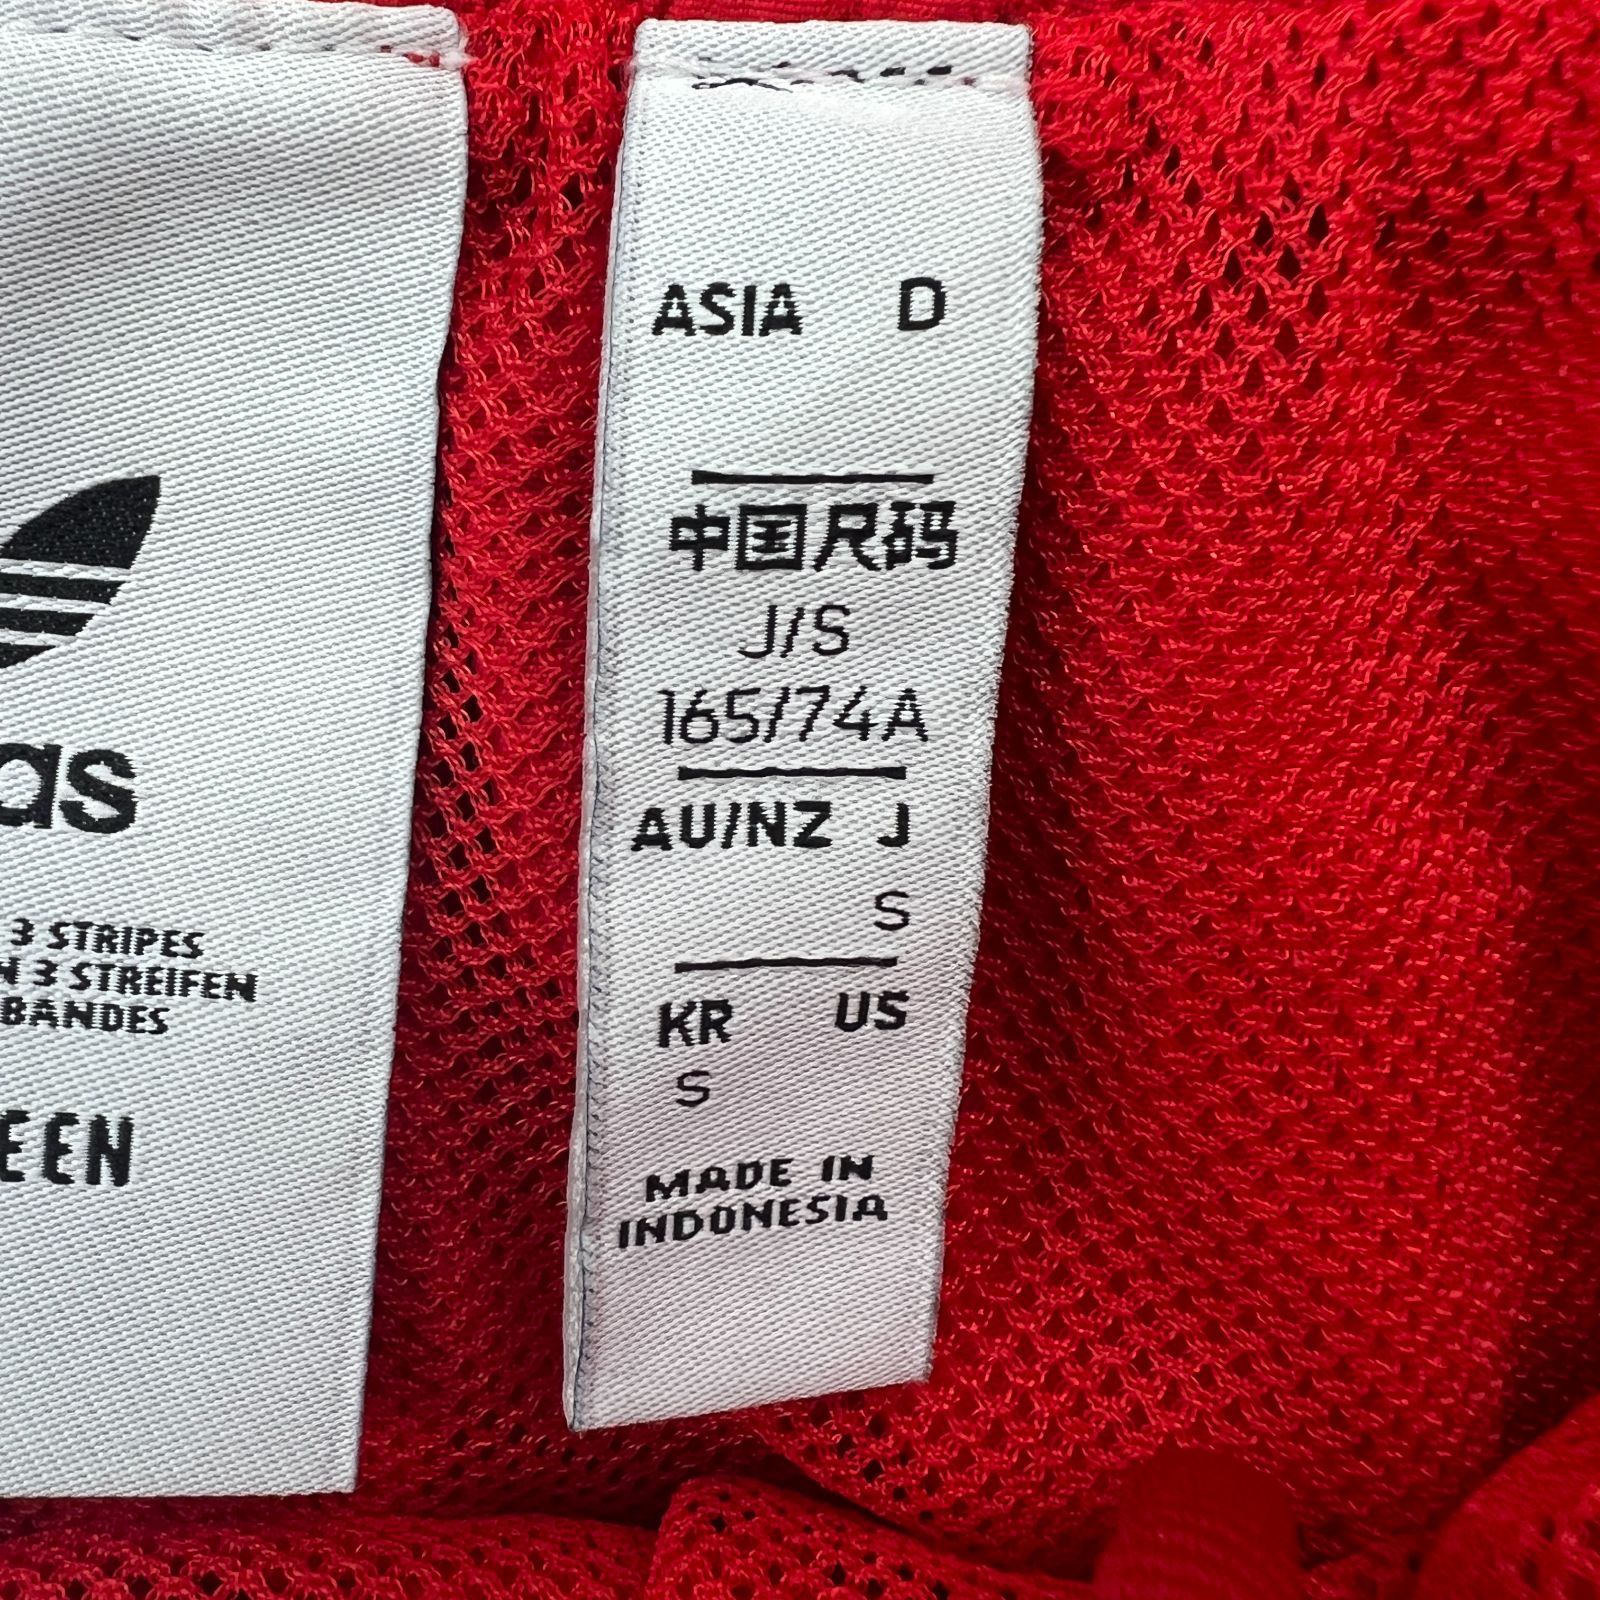 as
3 STRIPES
3 STREIFEN
BANDES
EEN
ASIA D
中国尺码
J/S
165/74A
AU/NZ J
S
KR US
S
MADE IN
INDONESIA